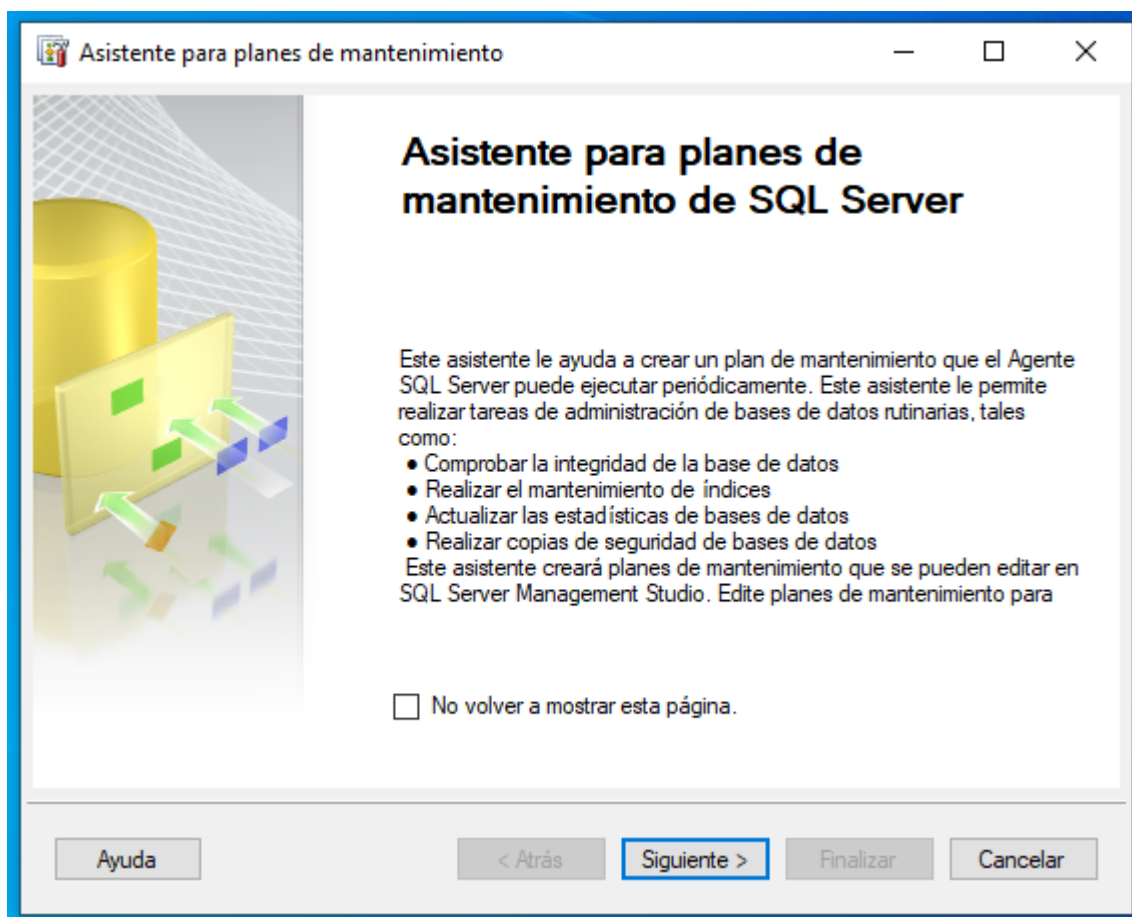 Asistente para planes de mantenimiento
Asistente para planes de
mantenimiento de SQL Server
Este asistente le ayuda a crear un plan de mantenimiento que el Agente
SQL Server puede ejecutar periódicamente. Este asistente le permite
realizar tareas de administración de bases de datos rutinarias, tales
como:
• Comprobar la integridad de la base de datos
• Realizar el mantenimiento de índices
• Actualizar las estadísticas de bases de datos
• Realizar copias de seguridad de bases de datos
Este asistente creará planes de mantenimiento que se pueden editar en
SQL Server Management Studio. Edite planes de mantenimiento para
No volver a mostrar esta página.
Ayuda
< Atrás
Siguiente >
Finalizar
Cancelar